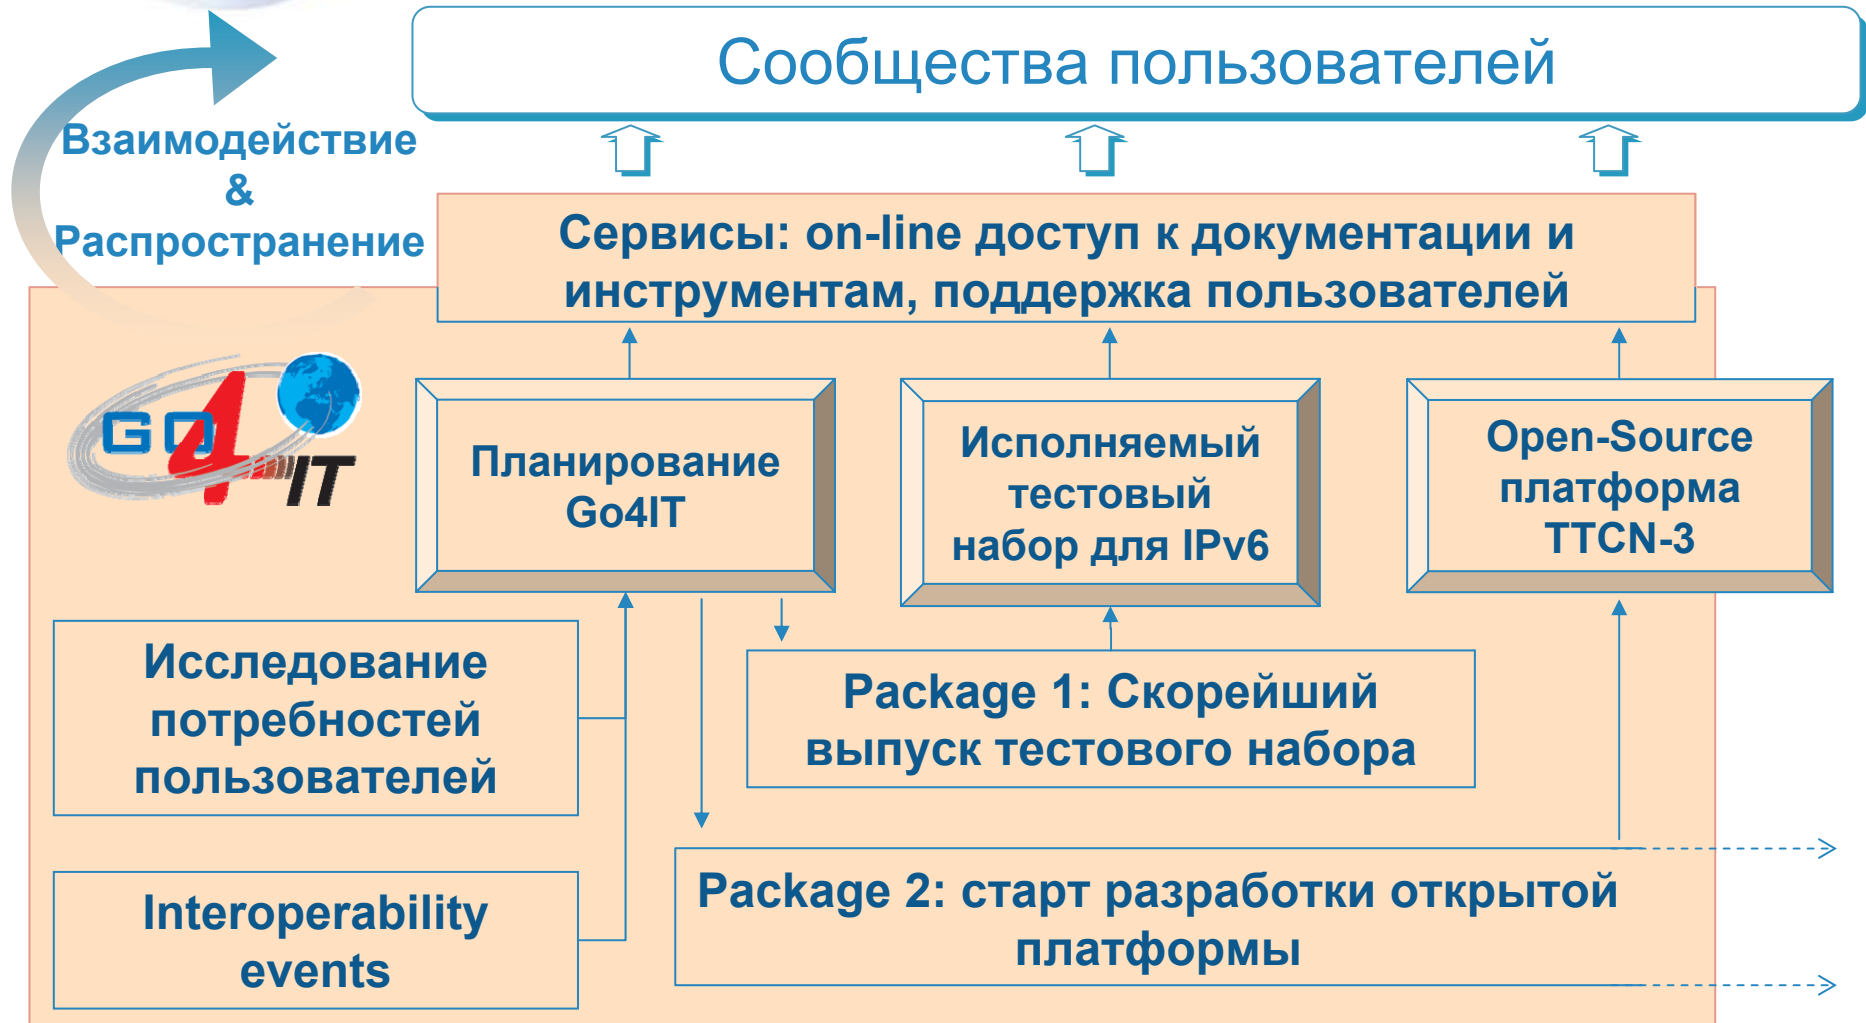 Сообщества пользователей
Взаимодействие
&
Распространение
Сервисы: on-line доступ к документации и
инструментам, поддержка пользователей
GO4IT
Планирование
Go4IT
Исполняемый
тестовый
набор для IPv6
Open-Source
платформа
TTCN-3
Исследование
потребностей
пользователей
Package 1: Скорейший
выпуск тестового набора
Interoperability
events
Package 2: старт разработки открытой
платформы